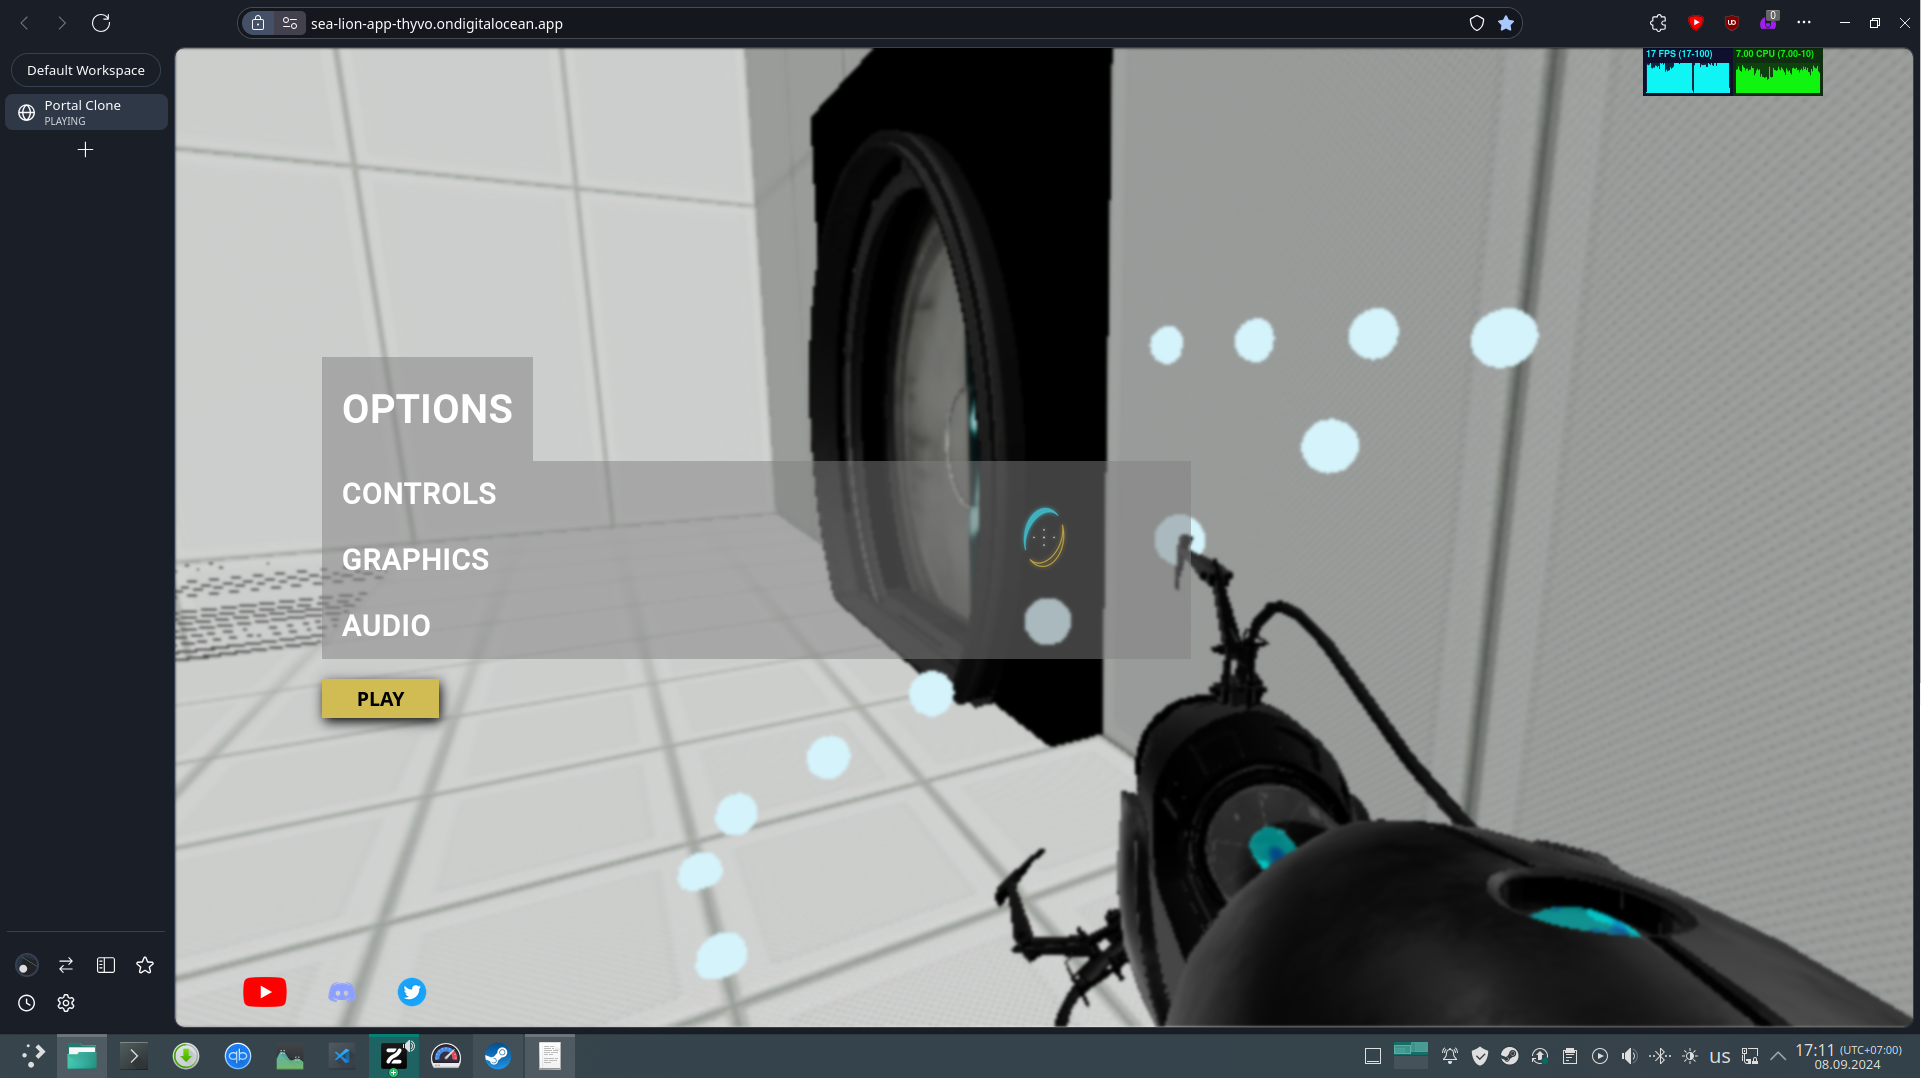 sea-lion-app-thyvo.ondigitalocean.app
0
Default Workspace
Portal Clone
PLAYING
17 FPS (17-100)
7.00 CPU (7.00-10)
OPTIONS
CONTROLS
GRAPHICS
AUDIO
PLAY
us
17:11 (UTC+07:00)
08.09.2024